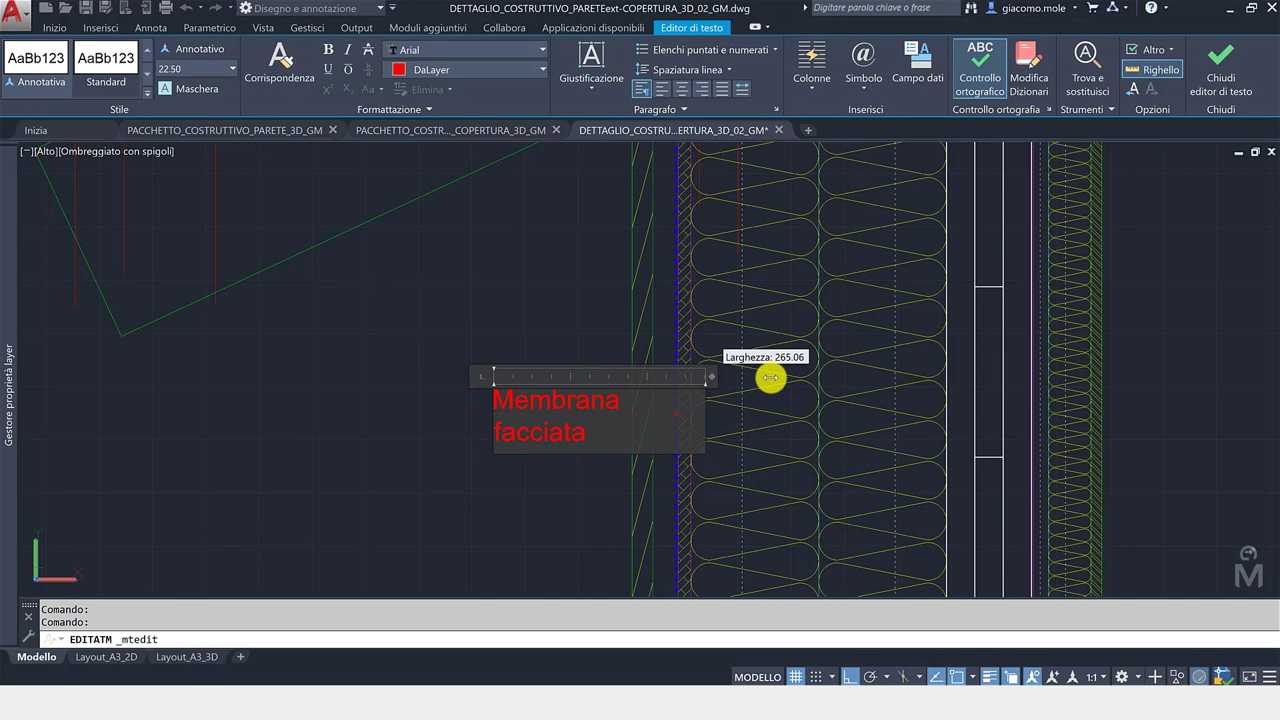 Disegno e annotazione
DETTAGLIO_COSTRUTTIVO_PARETEext-COPERTURA_3D_02_GM.dwg
Digitare parola chiave o frase
giacomo.mole
Inizio
Inserisci
Annota
Parametrico
Vista
Gestisci
Output
Moduli aggiuntivi
Collabora
Applicazioni disponibili
Editor di testo
AaBb123
AaBb123
Annotativa
Standard
Annotativo
22.50
Maschera
Stile
Corrispondenza
Arial
DaLayer
Elimina
Formattazione
Giustificazione
Elenchi puntati e numerati
Spaziatura linea
Paragrafo
Colonne
Simbolo
Campo dati
Inserisci
ABC
Controllo
ortografico
Modifica
Dizionari
Controllo ortografia
Trova e
sostituisci
Strumenti
Altro
Righello
Opzioni
Chiudi
editor di testo
Chiudi
Inizia
PACCHETTO_COSTRUTTIVO_PARETE_3D_GM
PACCHETTO_COSTR..._COPERTURA_3D_GM
DETTAGLIO_COSTRU...ERTURA_3D_02_GM*
[−][Alto][Ombreggiato con spigoli]
Gestore proprietà layer
Larghezza: 265.06
Membrana
facciata
Comando:
Comando:
EDITATM _mtedit
Modello
Layout_A3_2D
Layout_A3_3D
MODELLO
1:1